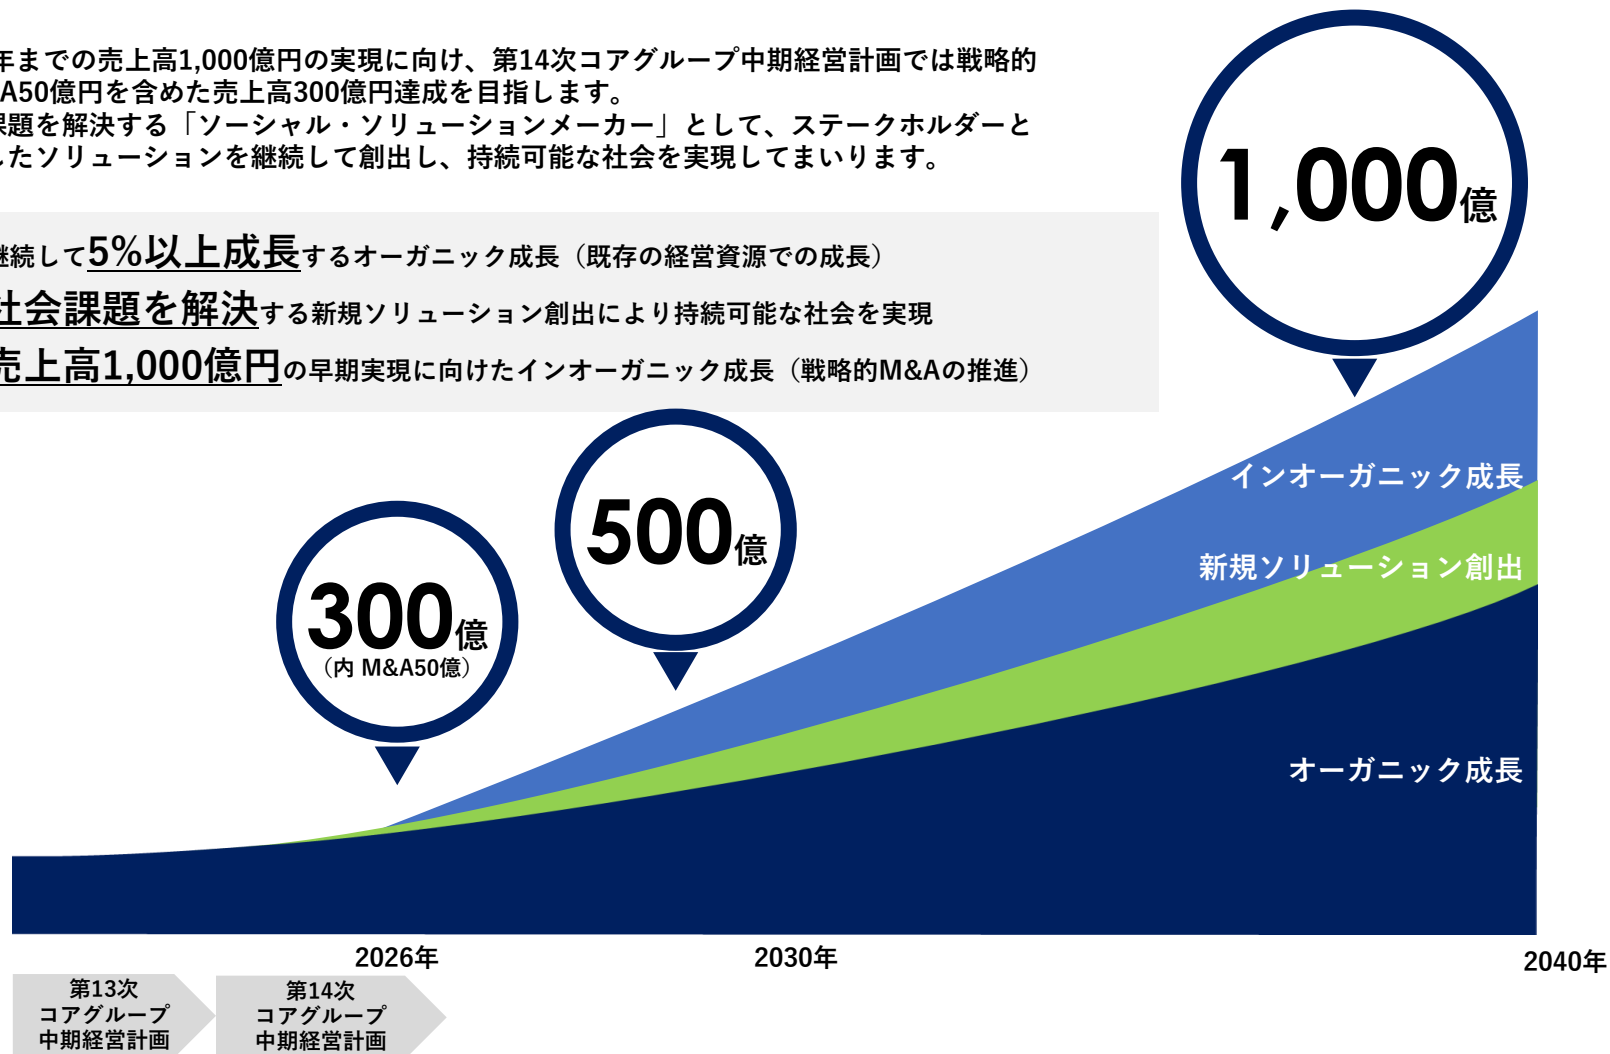 年までの売上高1,000億円の実現に向け、第14次コアグループ中期経営計画では戦略的
A50億円を含めた売上高300億円達成を目指します。
課題を解決する「ソーシャル・ソリューションメーカー」として、ステークホルダーと
したソリューションを継続して創出し、持続可能な社会を実現してまいります。
継続して5%以上成長するオーガニック成長（既存の経営資源での成長）
社会課題を解決する新規ソリューション創出により持続可能な社会を実現
売上高1,000億円の早期実現に向けたインオーガニック成長（戦略的M&Aの推進）
1,000億
500億
300億
（内 M&A50億）
インオーガニック成長
新規ソリューション創出
オーガニック成長
2026年
2030年
2040年
第13次
コアグループ
中期経営計画
第14次
コアグループ
中期経営計画